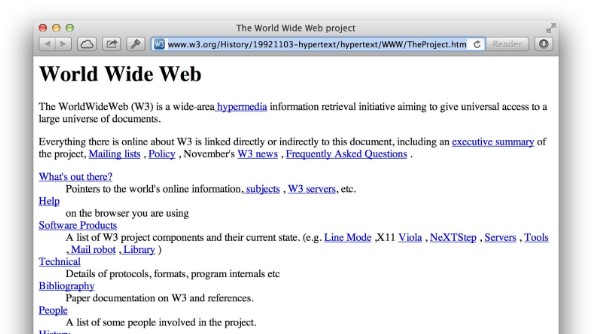 The World Wide Web project
www.w3.org/History/19921103-hypertext/hypertext/WWW/TheProject.htm
Reader
World Wide Web
The WorldWideWeb (W3) is a wide-area hypermedia information retrieval initiative aiming to give universal access to a
large universe of documents.
Everything there is online about W3 is linked directly or indirectly to this document, including an executive summary of
the project, Mailing lists , Policy , November's W3 news , Frequently Asked Questions .
What's out there?
Pointers to the world's online information, subjects , W3 servers, etc.
Help
on the browser you are using
Software Products
A list of W3 project components and their current state. (e.g. Line Mode ,X11 Viola , NeXTStep , Servers , Tools
, Mail robot , Library )
Technical
Details of protocols, formats, program internals etc
Bibliography
Paper documentation on W3 and references.
People
A list of some people involved in the project.
History